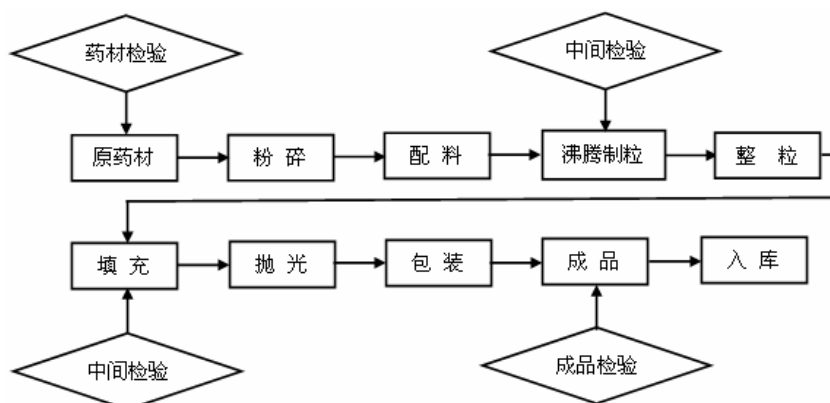 药材检验
中间检验
原药材
粉碎
配料
沸腾制粒
整粒
填充
抛光
包装
成品
入库
中间检验
成品检验